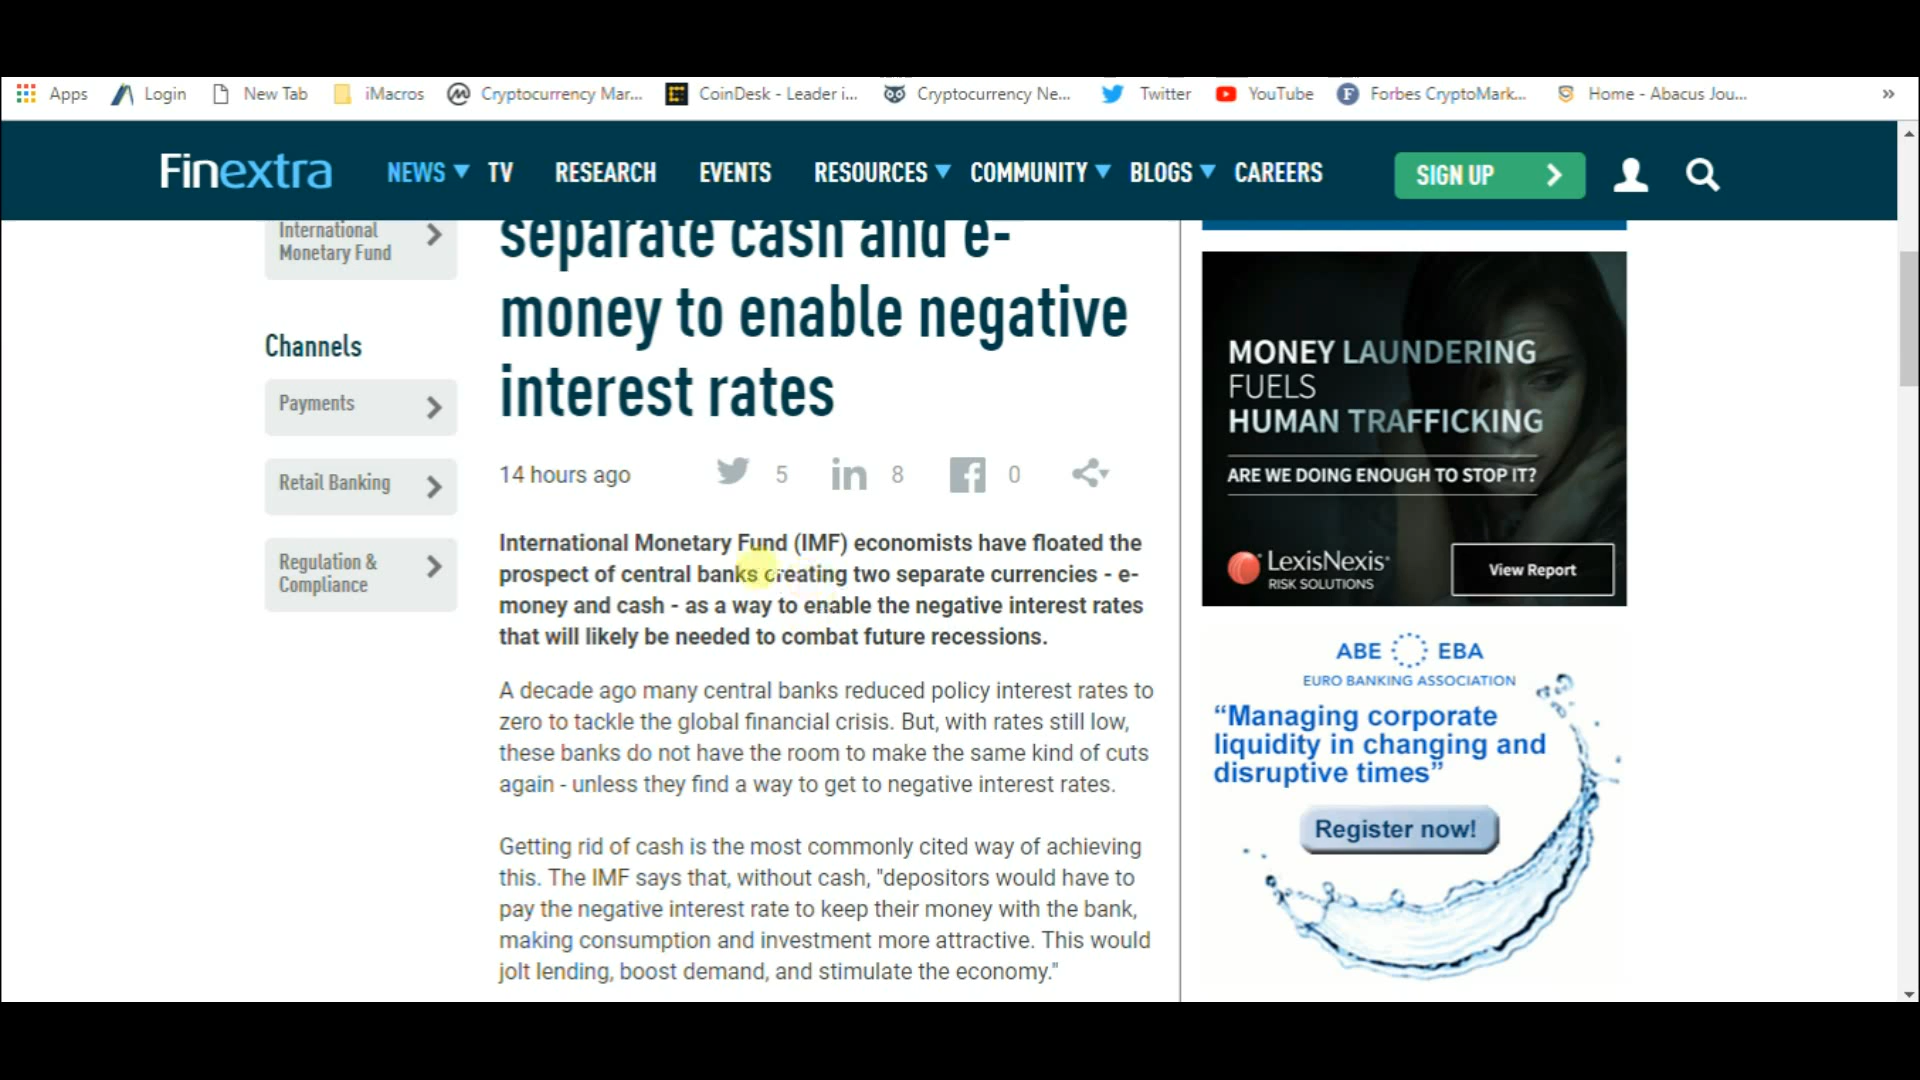 Apps Login New Tab iMacros Cryptocurrency Mar... CoinDesk - Leader i... Cryptocurrency Ne... Twitter YouTube Forbes CryptoMark... Home - Abacus Jou... »
Finextra NEWS TV RESEARCH EVENTS RESOURCES COMMUNITY BLOGS CAREERS SIGN UP
International
Monetary Fund
Channels
Payments
Retail Banking
Regulation &
Compliance
separate cash and e-
money to enable negative
interest rates
14 hours ago 5 in 8 0
International Monetary Fund (IMF) economists have floated the
prospect of central banks creating two separate currencies - e-
money and cash - as a way to enable the negative interest rates
that will likely be needed to combat future recessions.
A decade ago many central banks reduced policy interest rates to
zero to tackle the global financial crisis. But, with rates still low,
these banks do not have the room to make the same kind of cuts
again - unless they find a way to get to negative interest rates.
Getting rid of cash is the most commonly cited way of achieving
this. The IMF says that, without cash, "depositors would have to
pay the negative interest rate to keep their money with the bank,
making consumption and investment more attractive. This would
jolt lending, boost demand, and stimulate the economy."
MONEY LAUNDERING
FUELS
HUMAN TRAFFICKING
ARE WE DOING ENOUGH TO STOP IT?
LexisNexis®
RISK SOLUTIONS
View Report
ABE EBA
EURO BANKING ASSOCIATION
“Managing corporate
liquidity in changing and
disruptive times”
Register now!